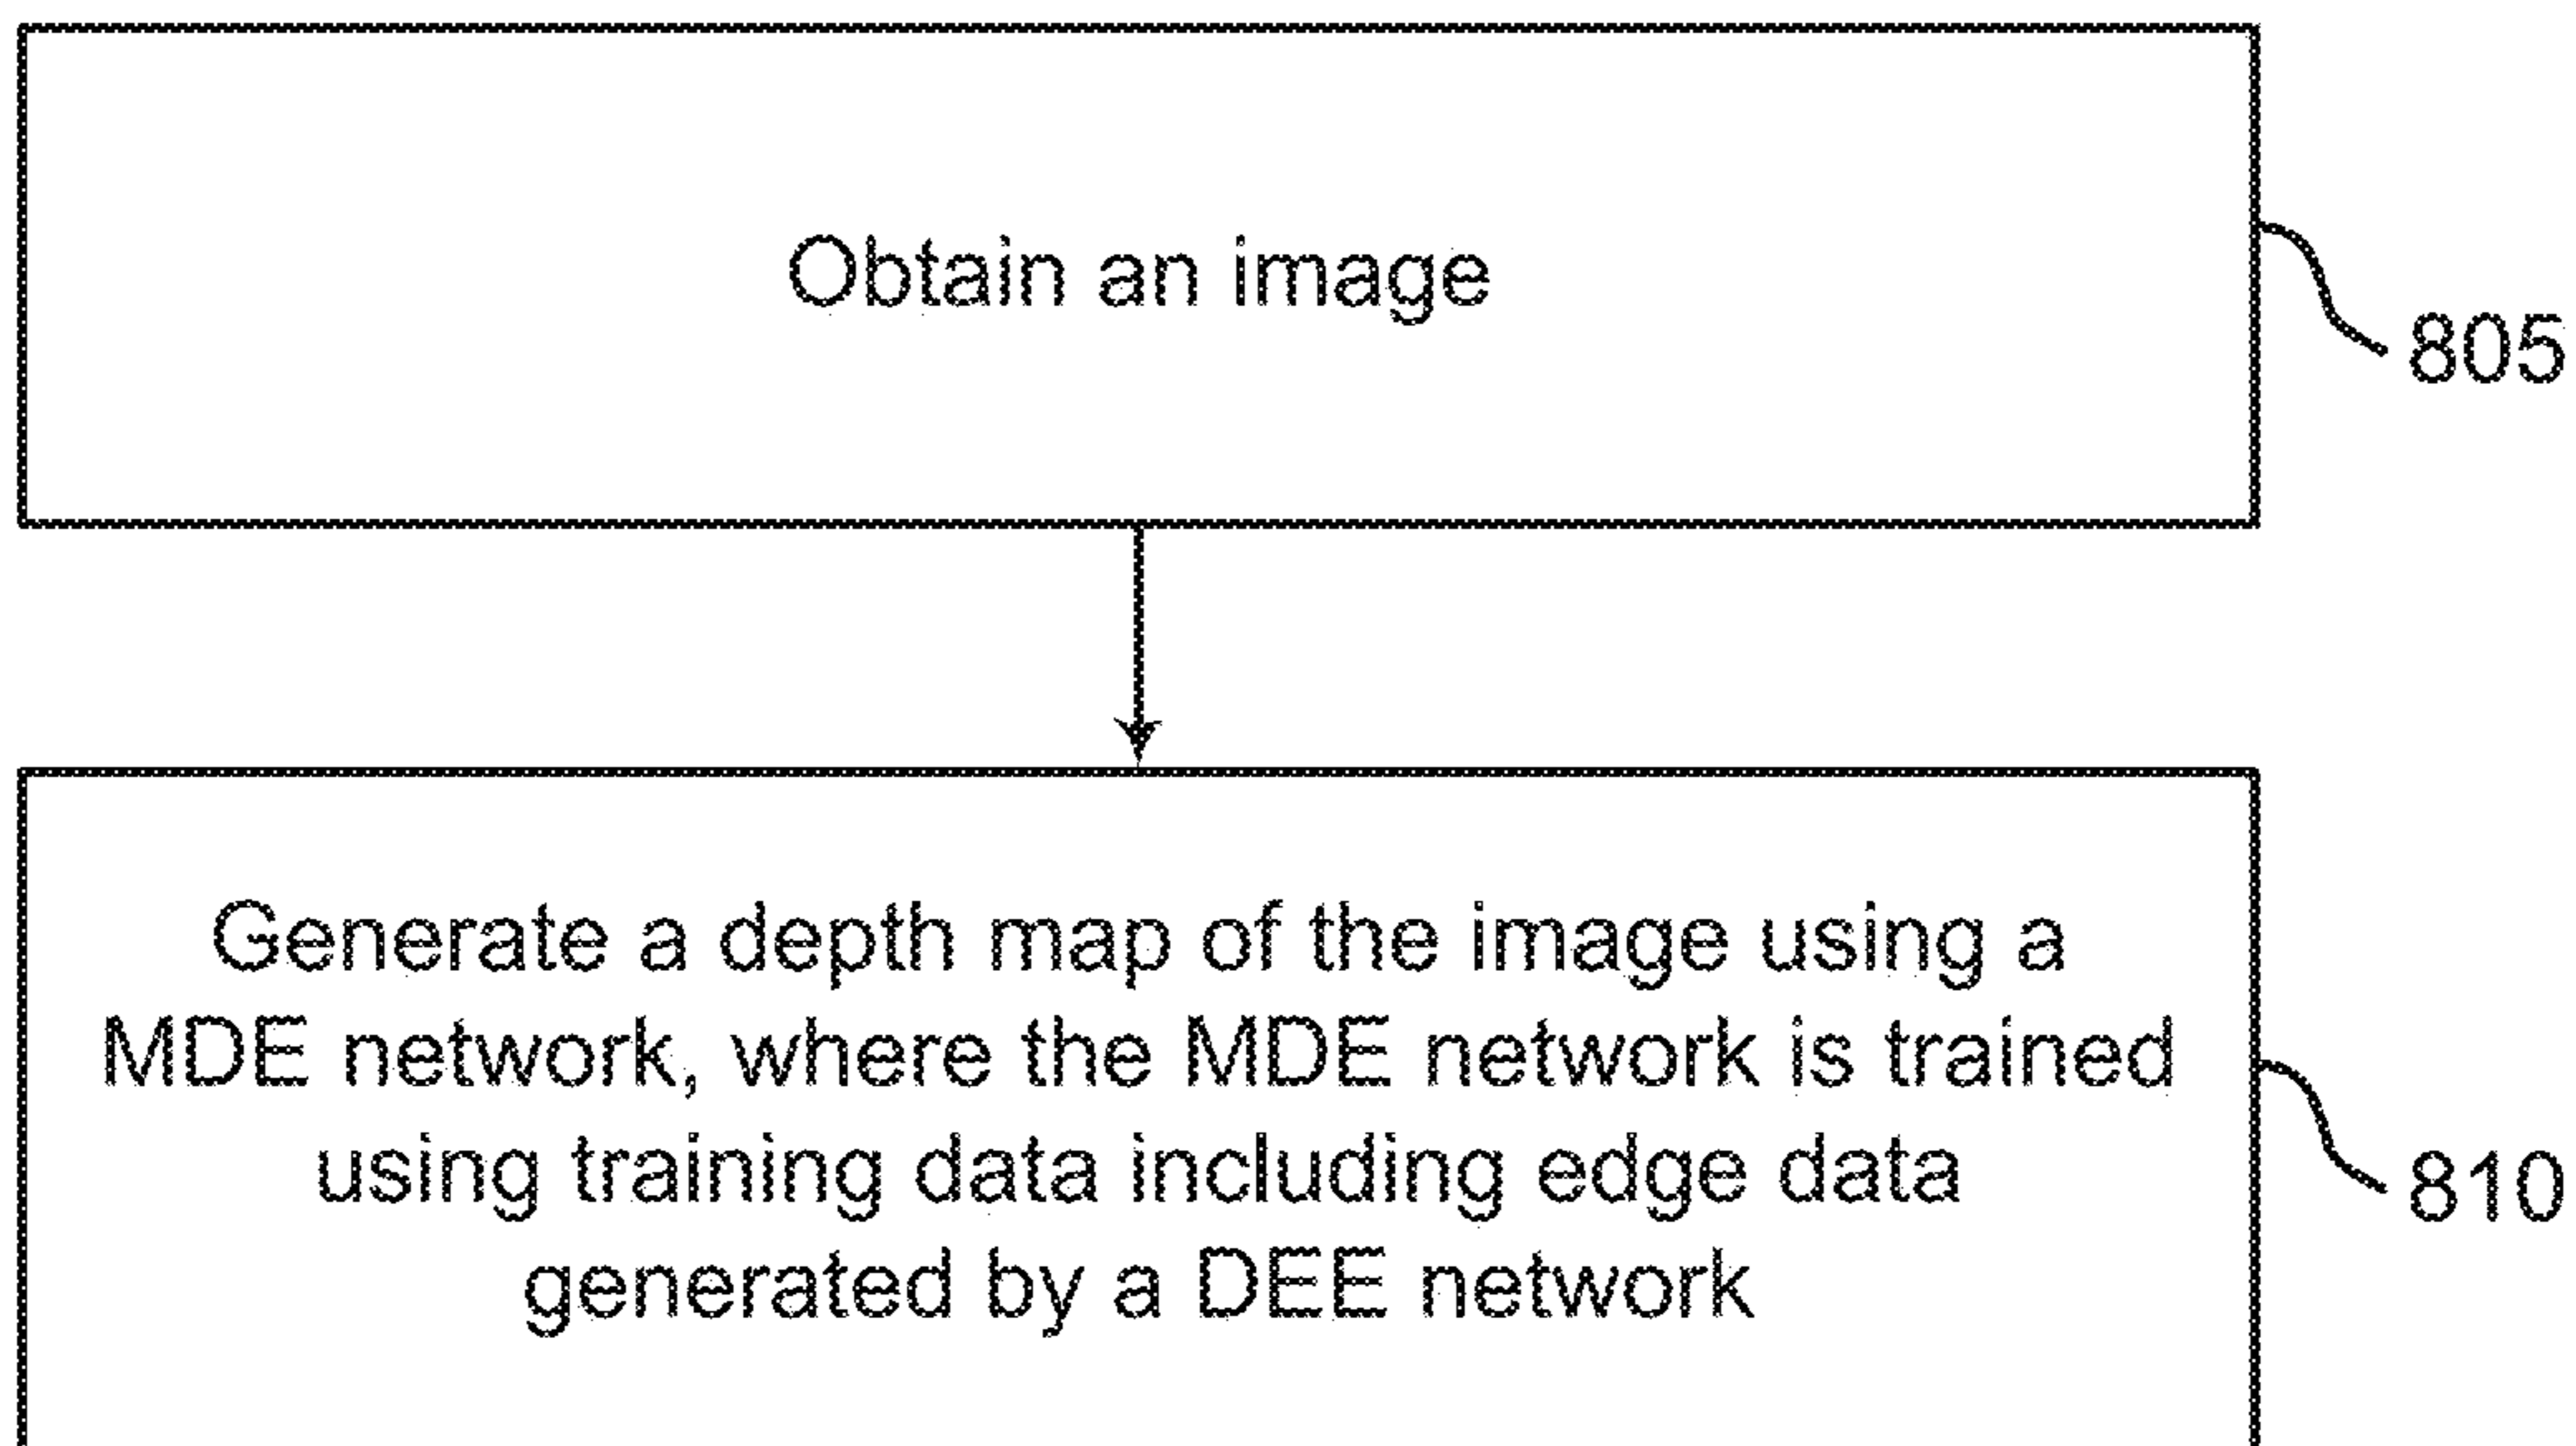 Obtain an image
805
Generate a depth map of the image using a
MDE network, where the MDE network is trained
using training data including edge data
generated by a DEE network
810